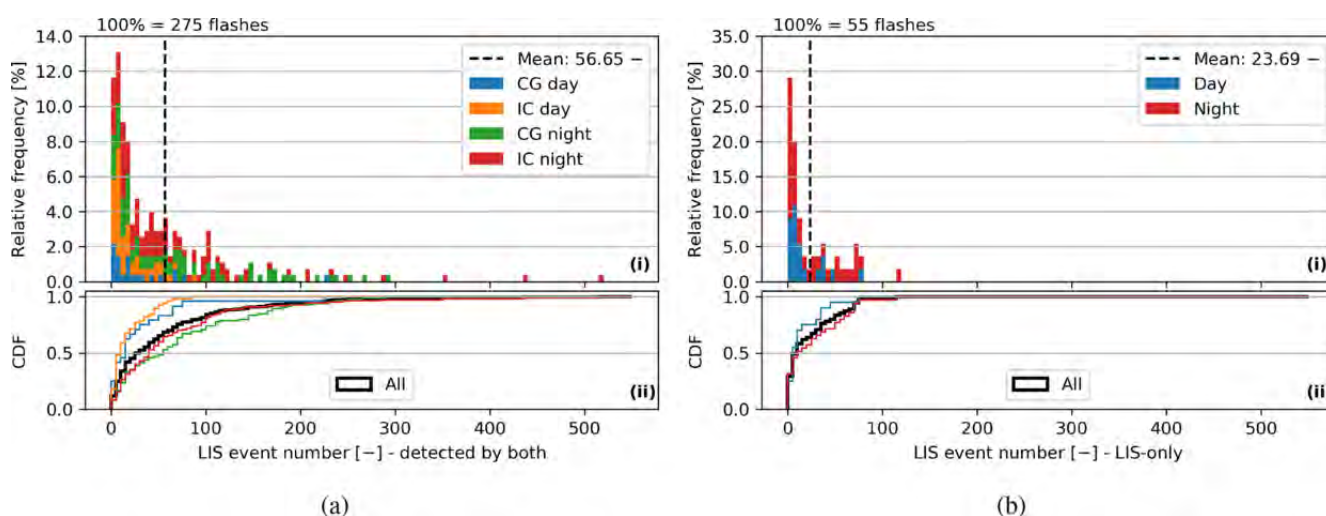 100% = 275 flashes
14.0
12.0
10.0
8.0
6.0
4.0
2.0
0.0
Relative frequency [%]
Mean: 56.65 −
CG day
IC day
CG night
IC night
(i)
1.0
0.5
0.0
CDF
All
(ii)
0
100
200
300
400
500
LIS event number [−] - detected by both
(a)
100% = 55 flashes
35.0
30.0
25.0
20.0
15.0
10.0
5.0
0.0
Relative frequency [%]
Mean: 23.69 −
Day
Night
(i)
1.0
0.5
0.0
CDF
All
(ii)
0
100
200
300
400
500
LIS event number [−] - LIS-only
(b)